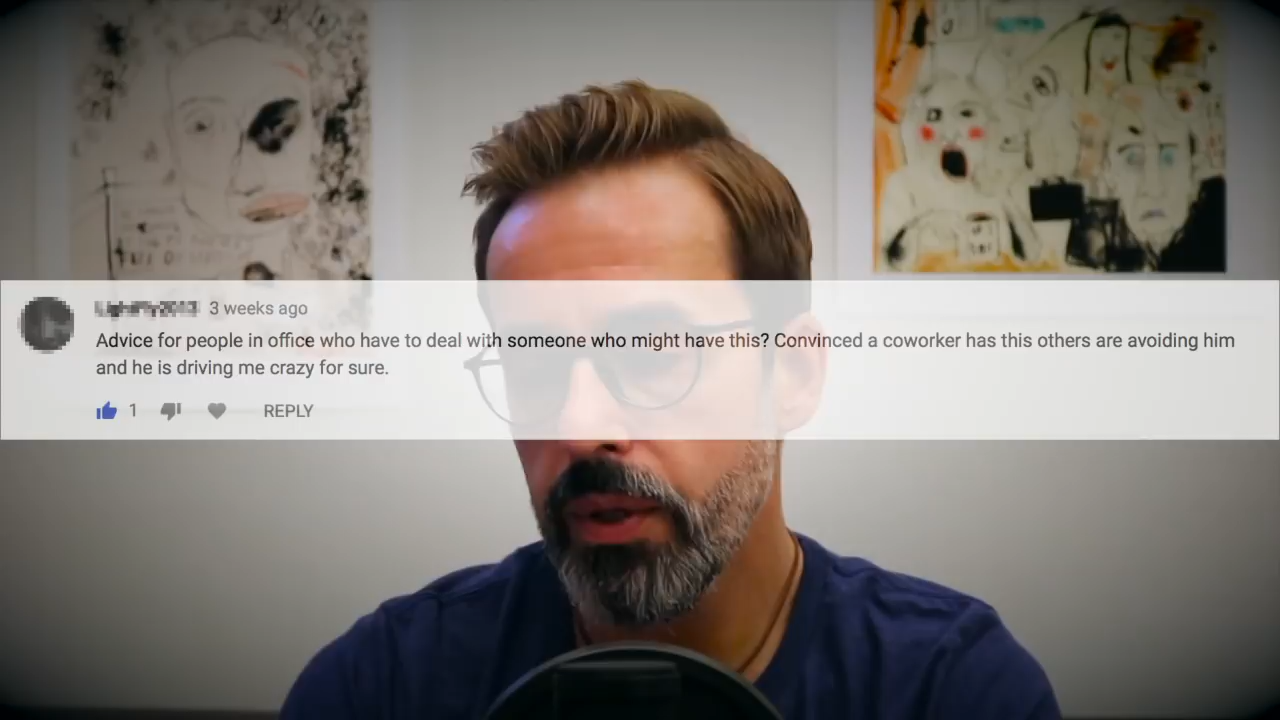 3 weeks ago
Advice for people in office who have to deal with someone who might have this? Convinced a coworker has this others are avoiding him
and he is driving me crazy for sure.
1 REPLY